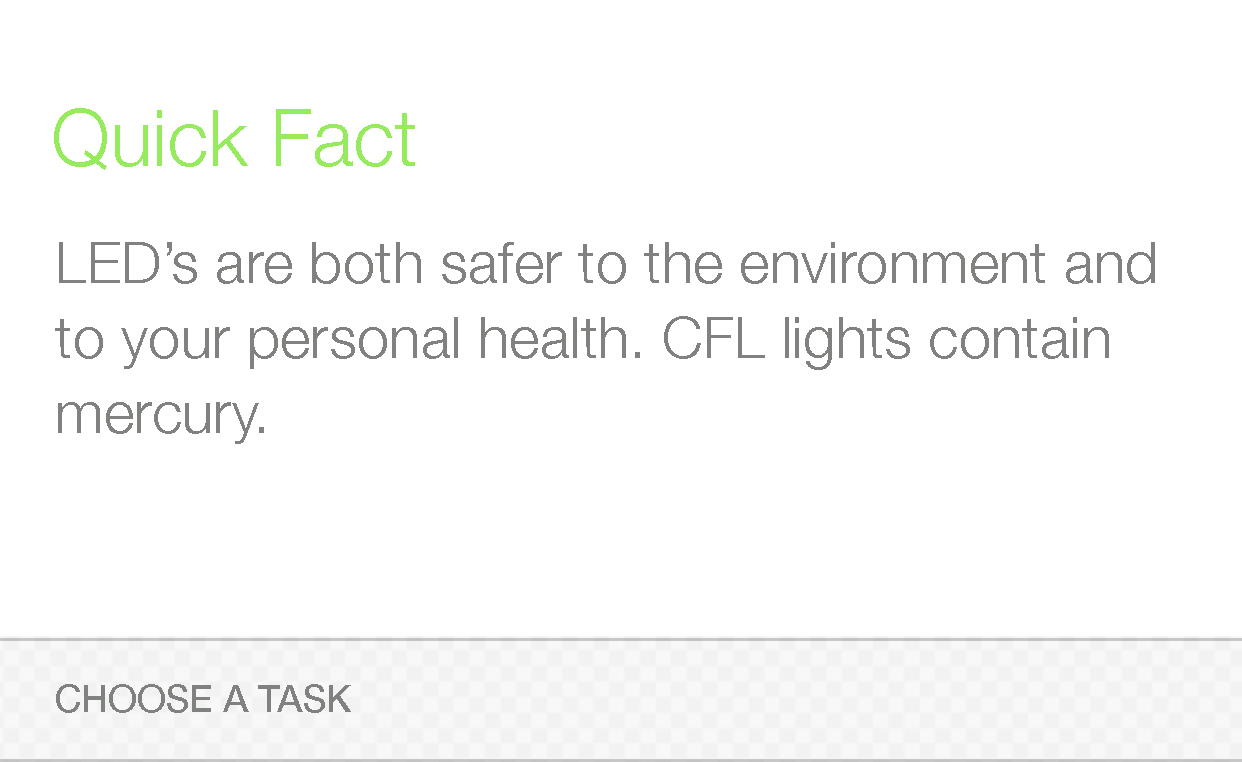 Quick Fact
LED’s are both safer to the environment and
to your personal health. CFL lights contain
mercury.
CHOOSE A TASK